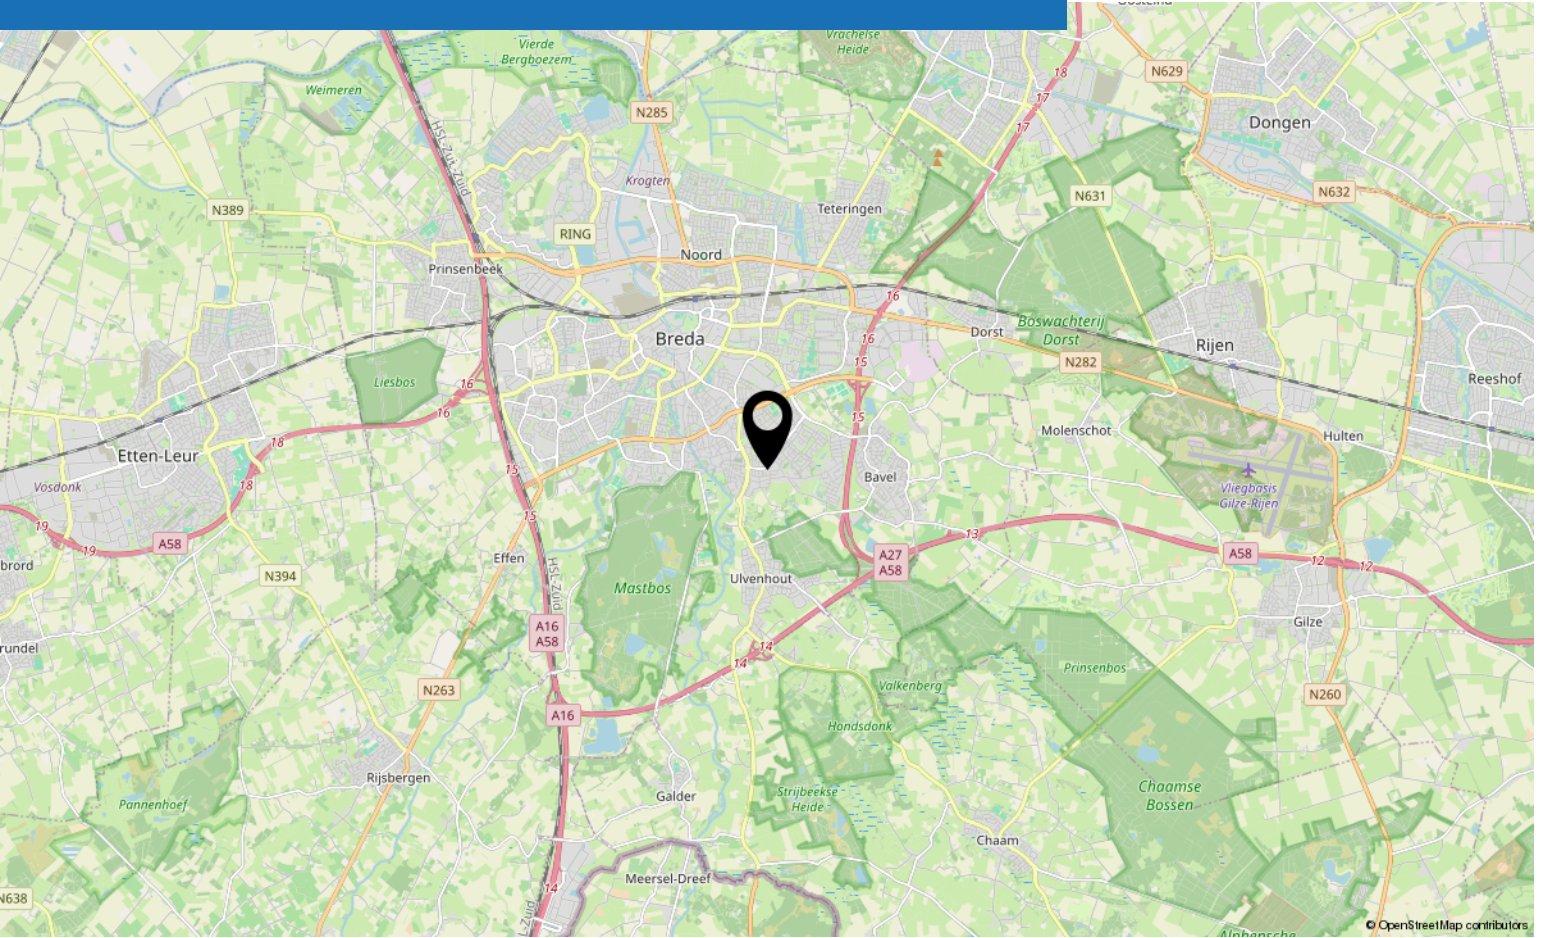 Vrachelse
Heide
Vierde
Bergboezem
18
N629
Weimeren
17
N285
Dongen
17
HSL-Zuid
Krogten
N632
N631
N389
Teteringen
RING
Noord
Prinsenbeek
16
Boswachterij
Dorst
Dorst
16
Breda
Rijen
15
N282
Liesbos
16
Reeshof
16
15
Molenschot
Hulten
18
Etten-Leur
15
Bavel
Vosdonk
18
Vliegbasis
Gilze-Rijen
15
19
13
A58
19
A27
A58
A58
12
12
Effen
brord
N394
HSL-Zuid
Ulvenhout
Mastbos
Gilze
A16
A58
rundel
14
14
Prinsenbos
N263
Valkenberg
N260
A16
Hondsdonk
Rijsbergen
Chaamse
Bossen
Galder
Strijbeekse
Heide
Pannenhoef
Chaam
Meersel-Dreef
14
N638
L-Zuid
© OpenStreetMap contributors